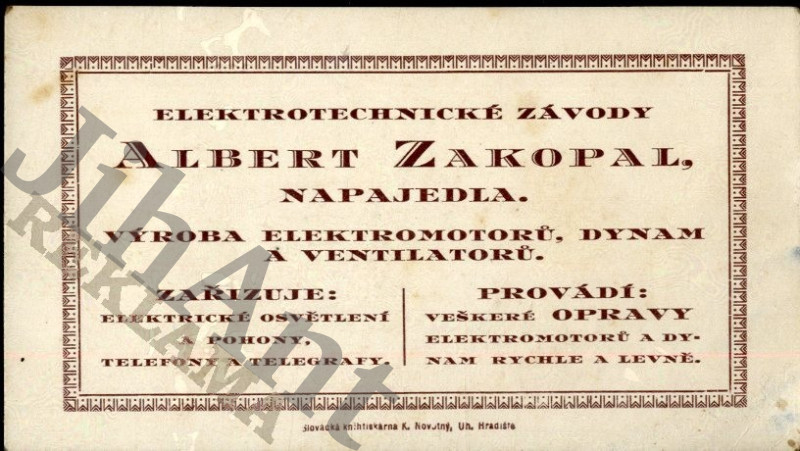 ELEKTROTECHNICKÉ ZÁVODY
ALBERT ZAKOPAL,
NAPAJEDLA.
VÝROBA ELEKTROMOTORŮ, DYNAM
A VENTILATORŮ.
ZAŘIZUJE:
ELEKTRICKÉ OSVĚTLENÍ
A POHONY,
TELEFONY A TELEGRAFY.
PROVÁDÍ:
VEŠKERÉ OPRAVY
ELEKTROMOTORŮ A DY-
NAM RYCHLE A LEVNĚ.
Slovácká knihtiskárna K. Novotný, Uh. Hradiště
JihAnt
REKLAMA